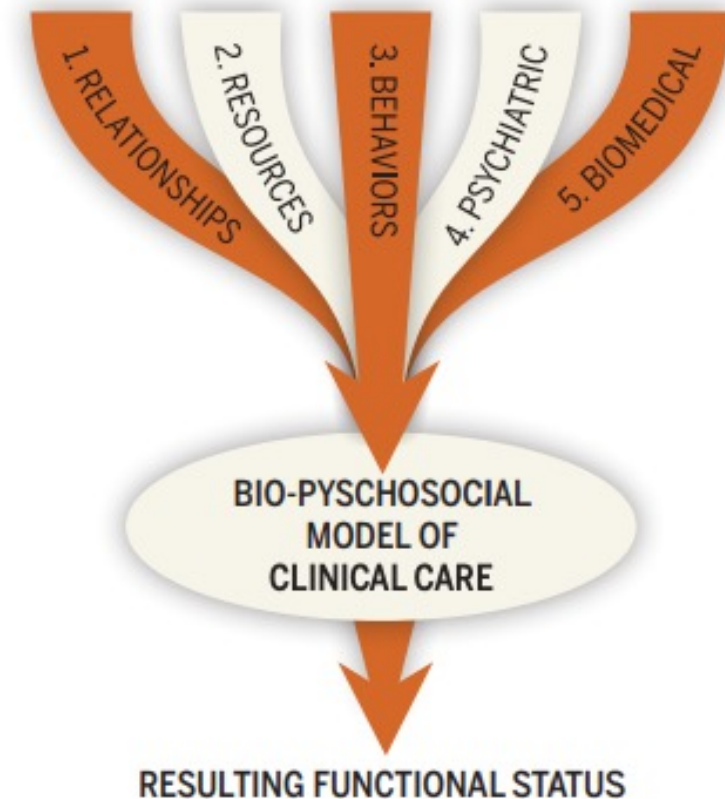 1. RELATIONSHIPS
2. RESOURCES
3. BEHAVIORS
4. PSYCHIATRIC
5. BIOMEDICAL
BIO-PYSCHOSOCIAL
MODEL OF
CLINICAL CARE
RESULTING FUNCTIONAL STATUS